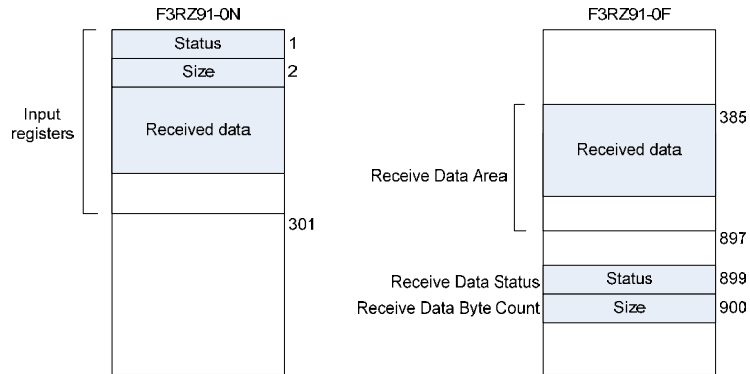 F3RZ91-0N
Status
1
Size
2
Input
registers
Received data
301
F3RZ91-0F
385
Received data
Receive Data Area
897
Receive Data Status
Status
899
Receive Data Byte Count
Size
900